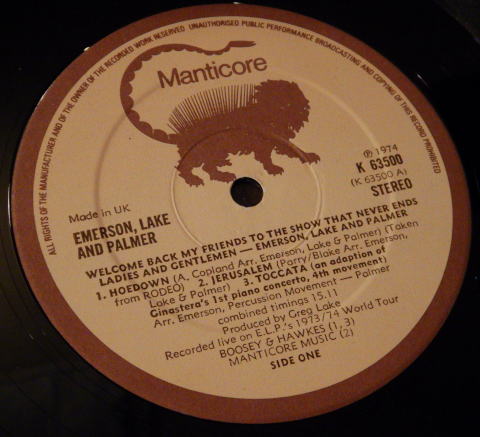 ALL RIGHTS OF THE MANUFACTURER AND OF THE OWNER OF THE RECORDED WORK RESERVED. UNAUTHORISED PUBLIC PERFORMANCE BROADCASTING AND COPYING OF THIS RECORD PROHIBITED
Manticore
℗ 1974
K 63500
(K 63500 A)
STEREO
Made in UK
EMERSON, LAKE
AND PALMER
WELCOME BACK MY FRIENDS TO THE SHOW THAT NEVER ENDS
LADIES AND GENTLEMEN — EMERSON, LAKE AND PALMER
1. HOEDOWN (A. Copland Arr. Emerson, Lake & Palmer) (Taken
from RODEO) 2. JERUSALEM (Parry/Blake Arr. Emerson,
Lake & Palmer) 3. TOCCATA (an adaption of
Ginastera's 1st piano concerto, 4th movement)
Arr. Emerson, Percussion Movement — Palmer
combined timings 15.11
Produced by Greg Lake
Recorded live on E.L.P.'s 1973/74 World Tour
BOOSEY & HAWKES (1, 3)
MANTICORE MUSIC (2)
SIDE ONE